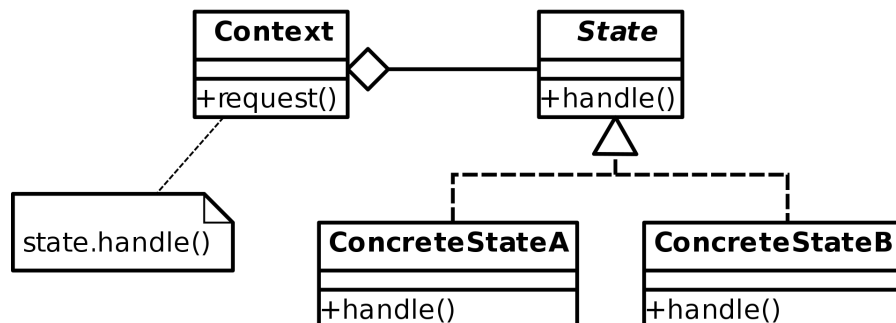 Context
+request()
State
+handle()
state.handle()
ConcreteStateA
+handle()
ConcreteStateB
+handle()